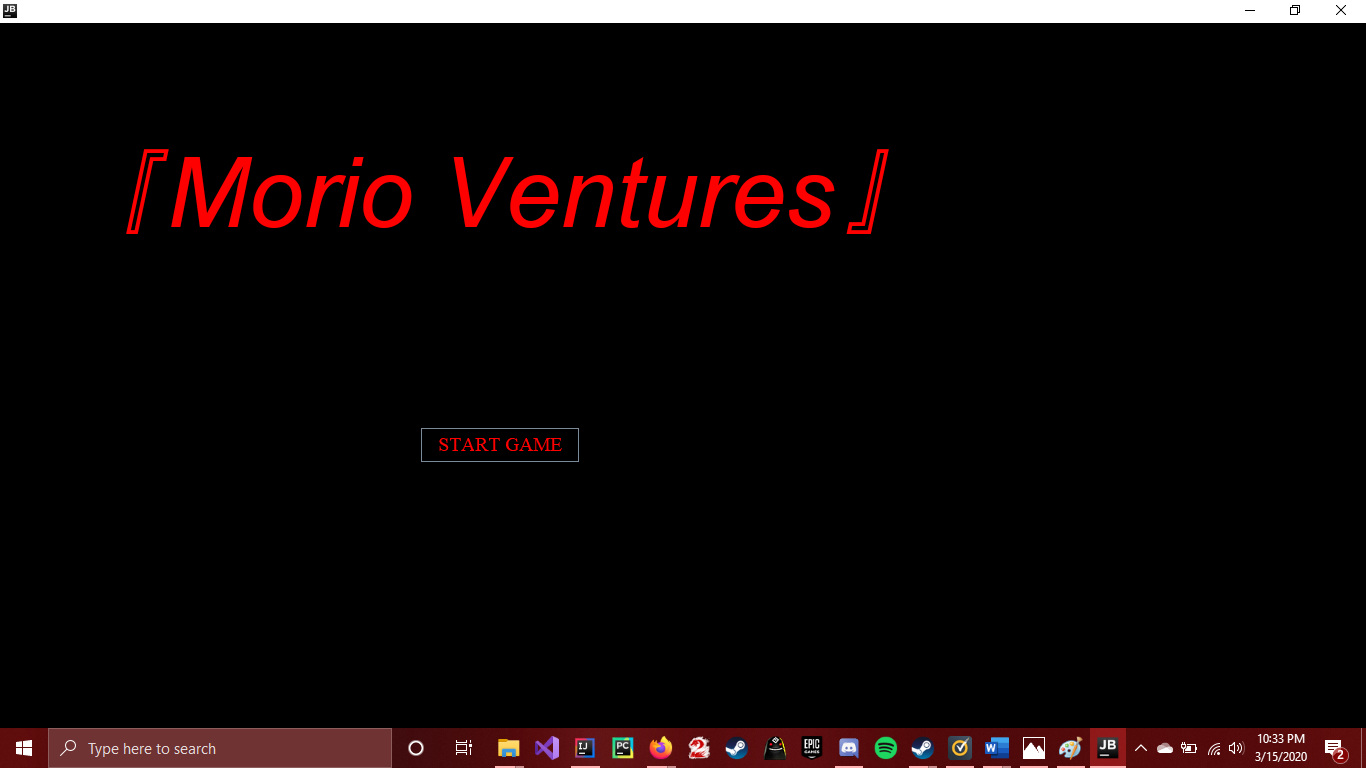 JB
『Morio Ventures』
START GAME
Type here to search
IJ
PC
EPIC
GAMES
W
JB
10:33 PM
3/15/2020
2